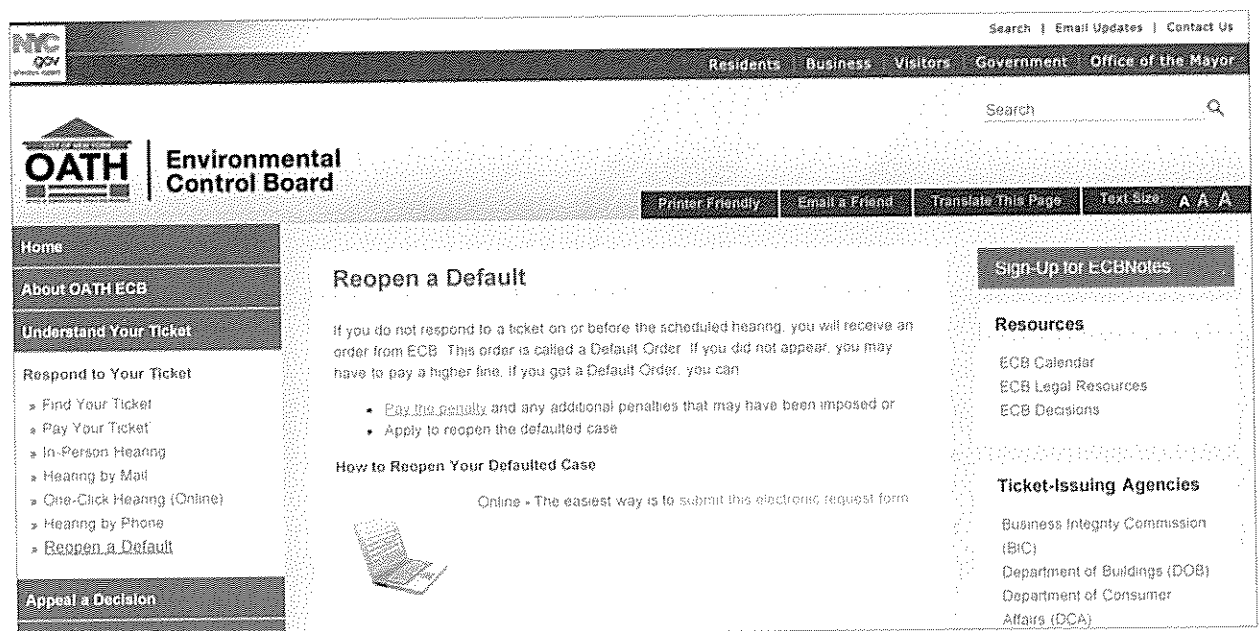 NYC
.gov
Search | Email Updates | Contact Us
Residents Business Visitors Government Office of the Mayor
Search
OATH
Environmental
Control Board
Printer Friendly Email a Friend Translate This Page Text Size: A A A
Home
About OATH ECB
Understand Your Ticket
Respond to Your Ticket
» Find Your Ticket
» Pay Your Ticket
» In-Person Hearing
» Hearing by Mail
» One-Click Hearing (Online)
» Hearing by Phone
» Reopen a Default
Appeal a Decision
Reopen a Default
If you do not respond to a ticket on or before the scheduled hearing, you will receive an
order from ECB. This order is called a Default Order. If you did not appear, you may
have to pay a higher fine. If you got a Default Order, you can
• Pay the penalty and any additional penalties that may have been imposed or
• Apply to reopen the defaulted case
How to Reopen Your Defaulted Case
Online - The easiest way is to submit this electronic request form
Sign-Up for ECBNotes
Resources
ECB Calendar
ECB Legal Resources
ECB Decisions
Ticket-Issuing Agencies
Business Integrity Commission
(BIC)
Department of Buildings (DOB)
Department of Consumer
Affairs (DCA)